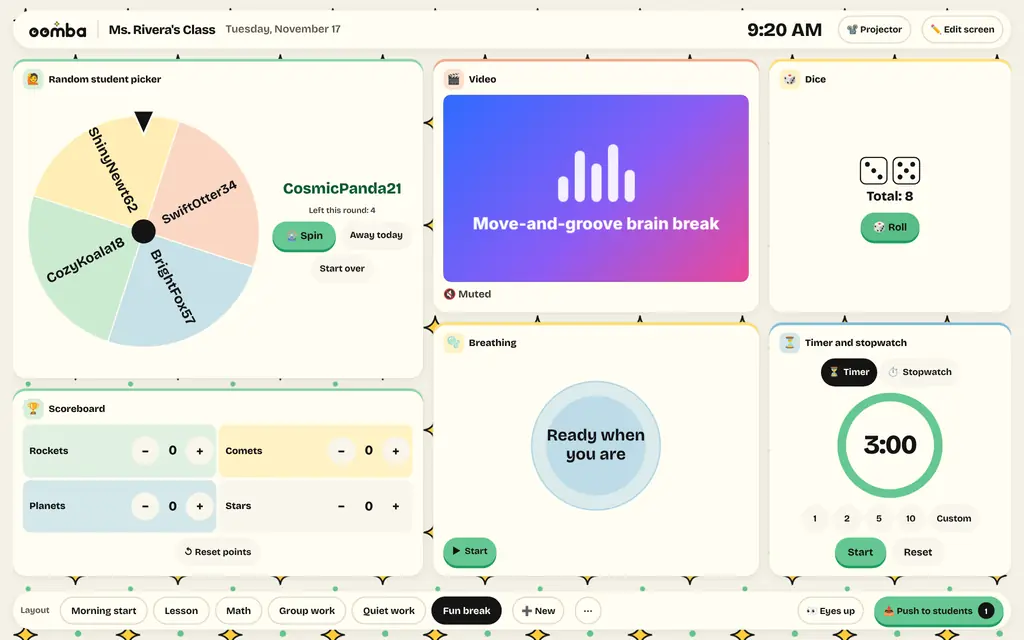 oomba
Ms. Rivera's Class
Tuesday, November 17
9:20 AM
Projector
Edit screen
Random student picker
ShinyNewt62
SwiftOtter34
CozyKoala18
BrightFox57
CosmicPanda21
Left this round: 4
Spin
Away today
Start over
Video
Move-and-groove brain break
Muted
Dice
Total: 8
Roll
Scoreboard
Rockets
- 0 +
Comets
- 0 +
Planets
- 0 +
Stars
- 0 +
Reset points
Breathing
Ready when
you are
Start
Timer and stopwatch
Timer
Stopwatch
3:00
1 2 5 10 Custom
Start
Reset
Layout
Morning start
Lesson
Math
Group work
Quiet work
Fun break
+ New
...
Eyes up
Push to students 1